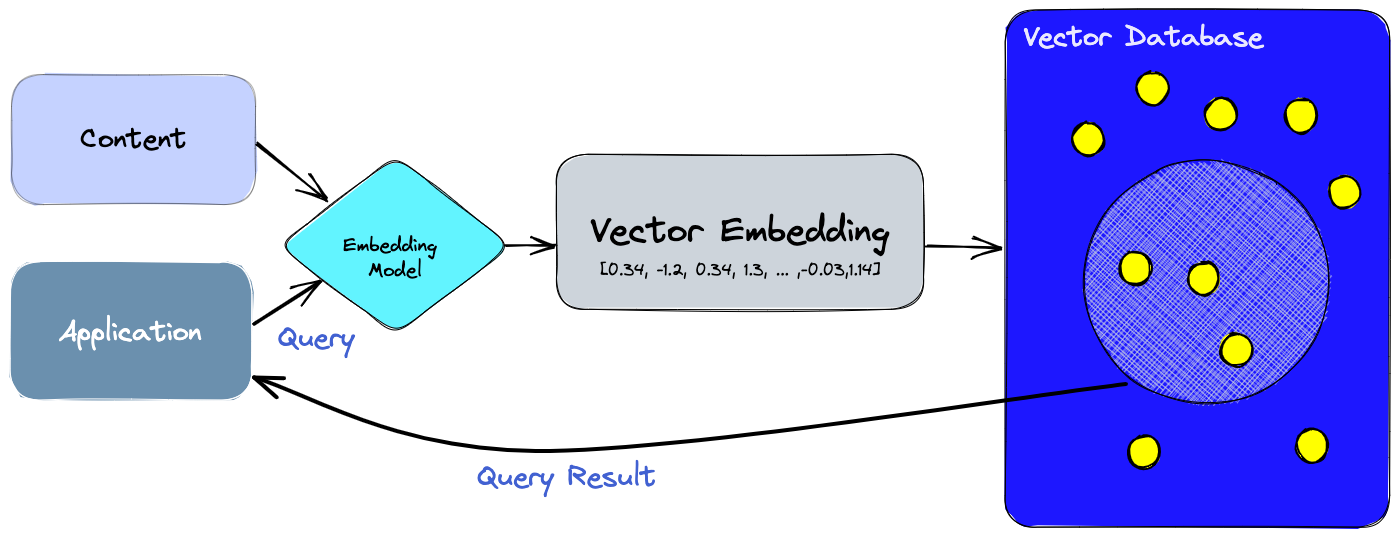 Vector Database
Content
Embedding
Model
Vector Embedding
[0.34, -1.2, 0.34, 1.3, ... ,-0.03,1.14]
Application
Query
Query Result